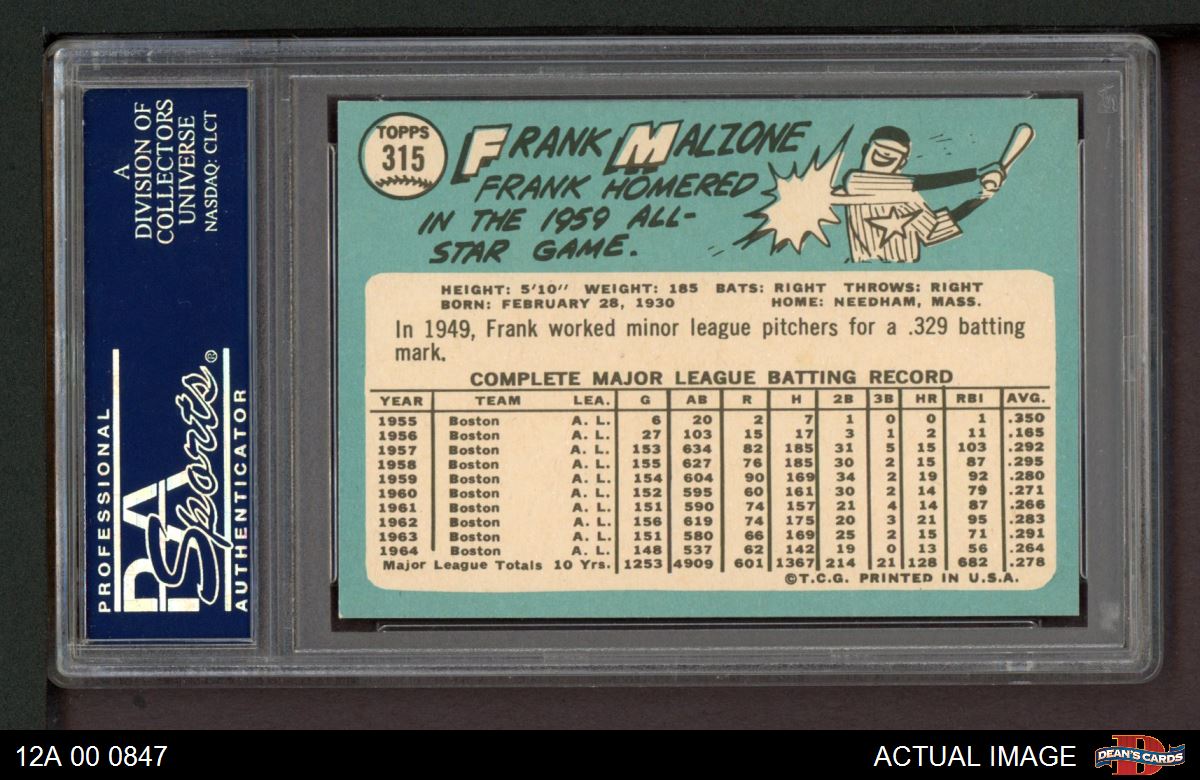 A
DIVISION OF
COLLECTORS
UNIVERSE
NASDAQ: CLCT
PROFESSIONAL
PSA
Sports®
AUTHENTICATOR
TOPPS
315
FRANK MALZONE
FRANK HOMERED
IN THE 1959 ALL-
STAR GAME.
HEIGHT: 5'10" WEIGHT: 185 BATS: RIGHT THROWS: RIGHT
BORN: FEBRUARY 28, 1930 HOME: NEEDHAM, MASS.
In 1949, Frank worked minor league pitchers for a .329 batting
mark.
COMPLETE MAJOR LEAGUE BATTING RECORD
YEAR TEAM LEA. G AB R H 2B 3B HR RBI AVG.
1955 Boston A. L. 6 20 2 7 1 0 0 1 .350
1956 Boston A. L. 27 103 15 17 3 1 2 11 .165
1957 Boston A. L. 153 634 82 185 31 5 15 103 .292
1958 Boston A. L. 155 627 76 185 30 2 15 87 .295
1959 Boston A. L. 154 604 90 169 34 2 19 92 .280
1960 Boston A. L. 152 595 60 161 30 2 14 79 .271
1961 Boston A. L. 151 590 74 157 21 4 14 87 .266
1962 Boston A. L. 156 619 74 175 20 3 21 95 .283
1963 Boston A. L. 151 580 66 169 25 2 15 71 .291
1964 Boston A. L. 148 537 62 142 19 0 13 56 .264
Major League Totals 10 Yrs. 1253 4909 601 1367 214 21 128 682 .278
©T.C.G. PRINTED IN U.S.A.
12A 00 0847
ACTUAL IMAGE
D
DEAN'S CARDS